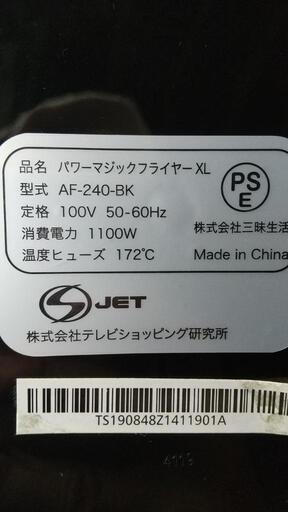 品名 パワーマジックフライヤーXL
型式 AF-240-BK
定格 100V 50-60Hz
消費電力 1100W
温度ヒューズ 172℃
PS
E
株式会社三昧生活
Made in China
S JET
株式会社テレビショッピング研究所
TS190848Z1411901A